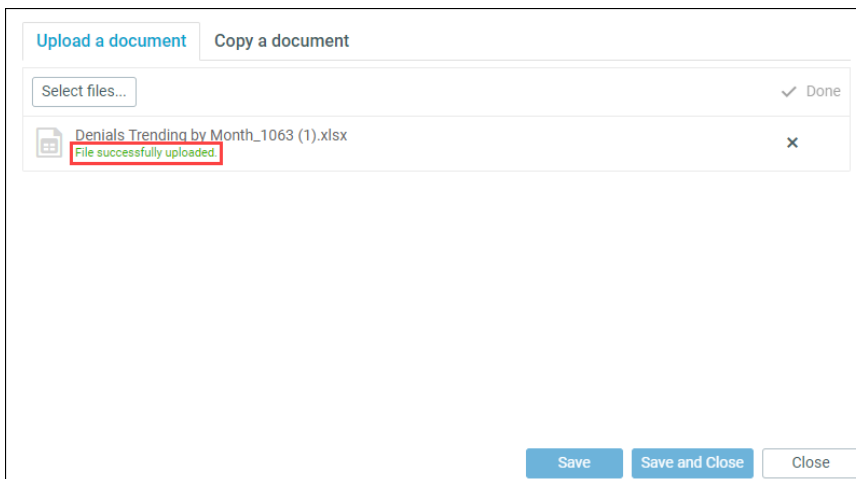 Upload a document Copy a document
Select files... Done
Denials Trending by Month_1063 (1).xlsx
File successfully uploaded.
Save Save and Close Close